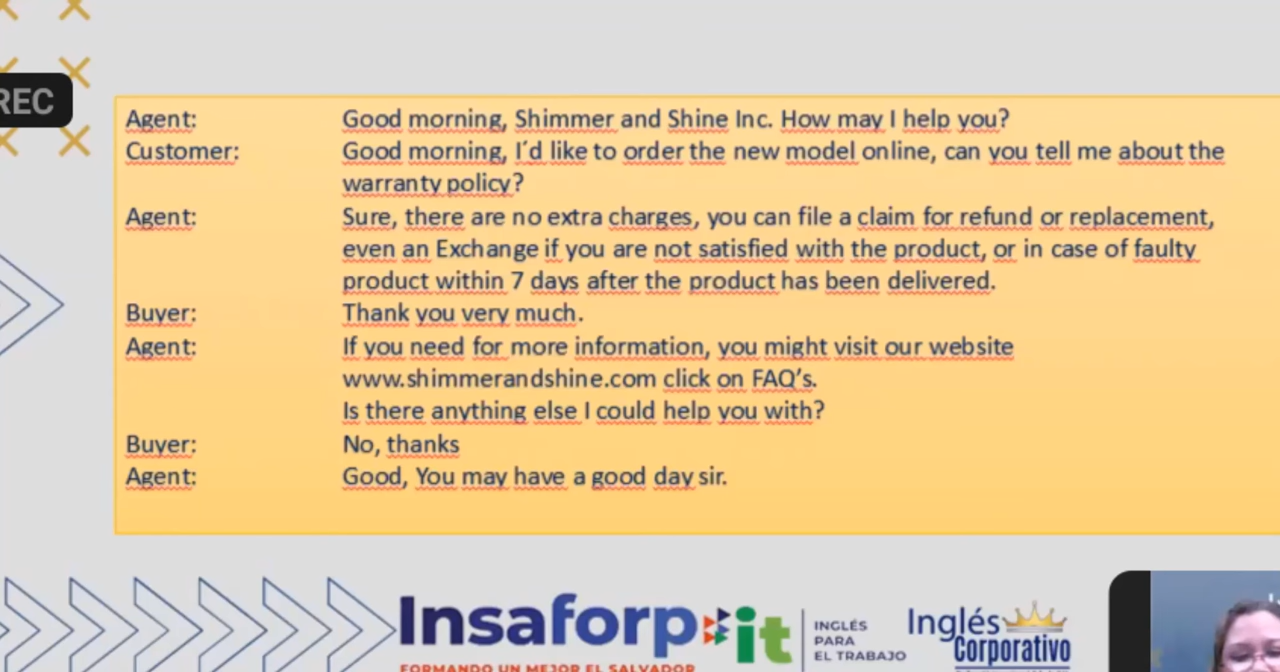 REC
Agent: Good morning, Shimmer and Shine Inc. How may I help you?
Customer: Good morning, I´d like to order the new model online, can you tell me about the
warranty policy?
Agent: Sure, there are no extra charges, you can file a claim for refund or replacement,
even an Exchange if you are not satisfied with the product, or in case of faulty
product within 7 days after the product has been delivered.
Buyer: Thank you very much.
Agent: If you need for more information, you might visit our website
www.shimmerandshine.com click on FAQ’s.
Is there anything else I could help you with?
Buyer: No, thanks
Agent: Good, You may have a good day sir.
Insaforp
FORMANDO UN MEJOR EL SALVADOR
it
INGLÉS
PARA
EL TRABAJO
Inglés
Corporativo